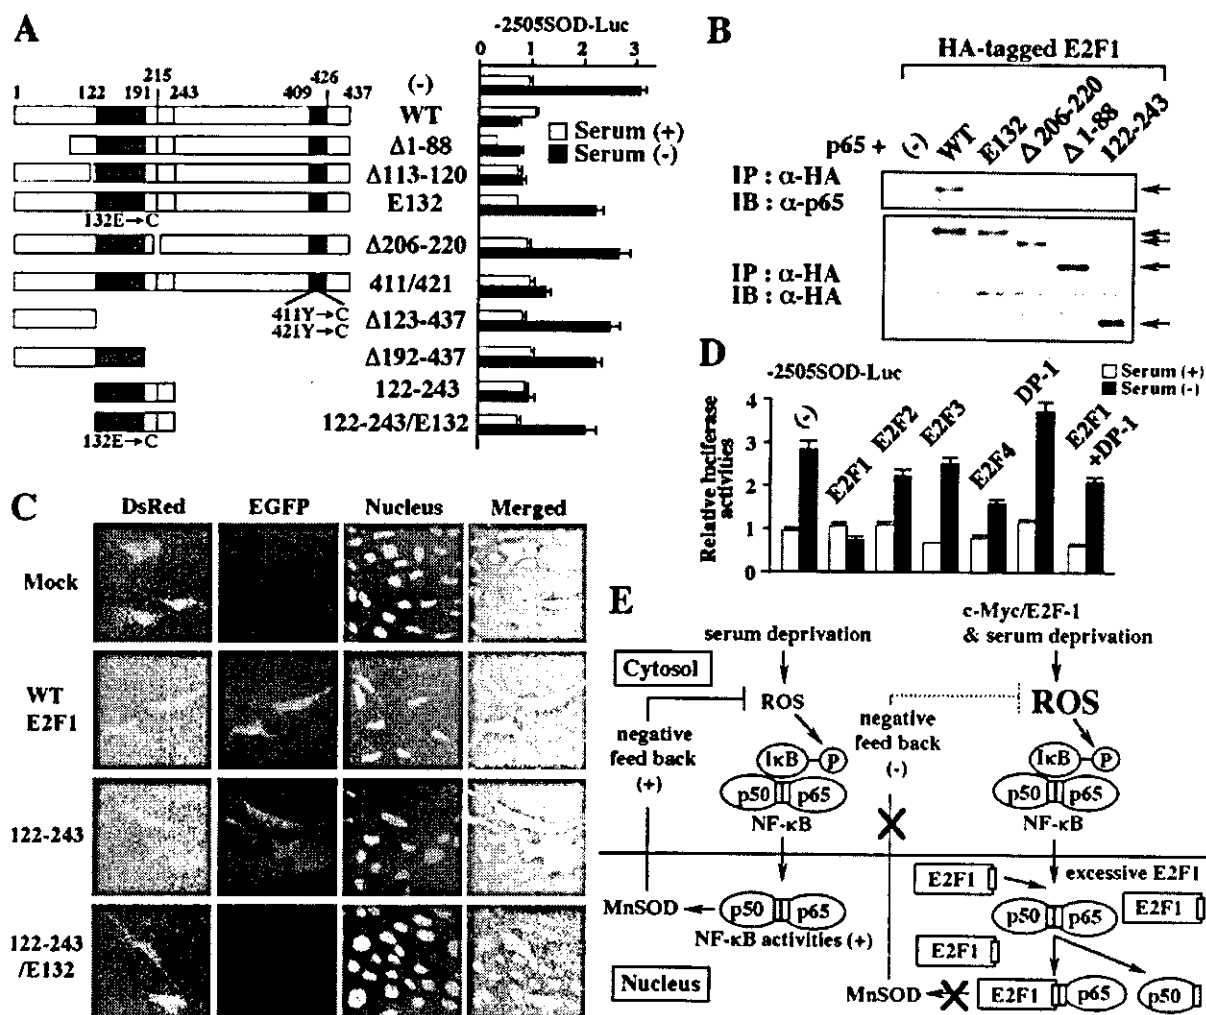 A
-2505SOD-Luc
0 1 2 3
1 122 191 215 243 409 426 437
(-)
WT
Δ1-88
Δ113-120
E132
132E→C
Δ206-220
411/421
411Y→C
421Y→C
Δ123-437
Δ192-437
122-243
122-243/E132
132E→C
Serum (+)
Serum (-)
B
HA-tagged E2F1
p65 + (-) WT E132 Δ206-220 Δ1-88 122-243
IP : α-HA
IB : α-p65
IP : α-HA
IB : α-HA
C
DsRed EGFP Nucleus Merged
Mock
WT
E2F1
122-243
122-243
/E132
D
-2505SOD-Luc
Serum (+)
Serum (-)
Relative luciferase
activities
4
3
2
1
0
(-) E2F1 E2F2 E2F3 E2F4 DP-1 E2F1
+DP-1
E
serum deprivation
c-Myc/E2F-1
& serum deprivation
Cytosol
ROS
ROS
negative
feed back
(+)
negative
feed back
(-)
IκB P
p50 p65
NF-κB
IκB P
p50 p65
NF-κB
MnSOD
p50 p65
NF-κB activities (+)
Nucleus
E2F1
excessive E2F1
p50 p65
E2F1
E2F1
MnSOD
E2F1 p65
p50